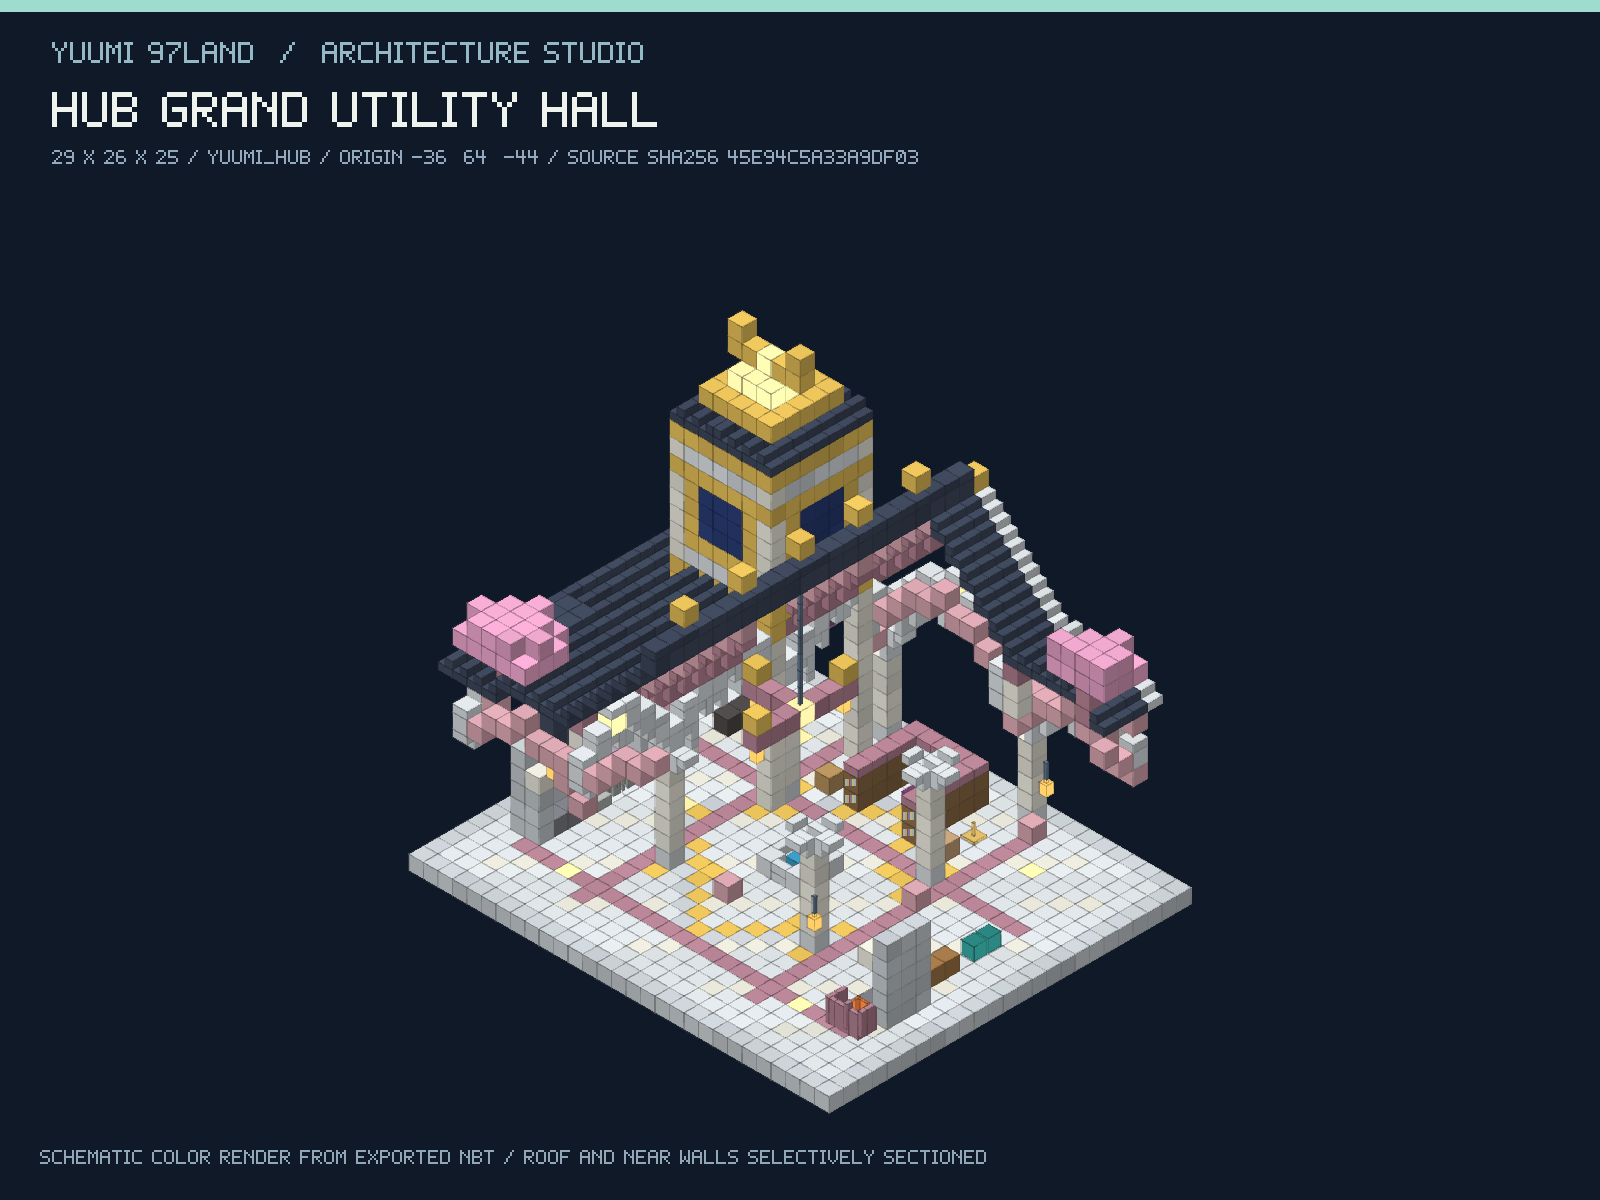 YUUMI 97LAND / ARCHITECTURE STUDIO
HUB GRAND UTILITY HALL
29 X 26 X 25 / YUUMI_HUB / ORIGIN -36 64 -44 / SOURCE SHA256 45E94C5A33A9DF03
SCHEMATIC COLOR RENDER FROM EXPORTED NBT / ROOF AND NEAR WALLS SELECTIVELY SECTIONED